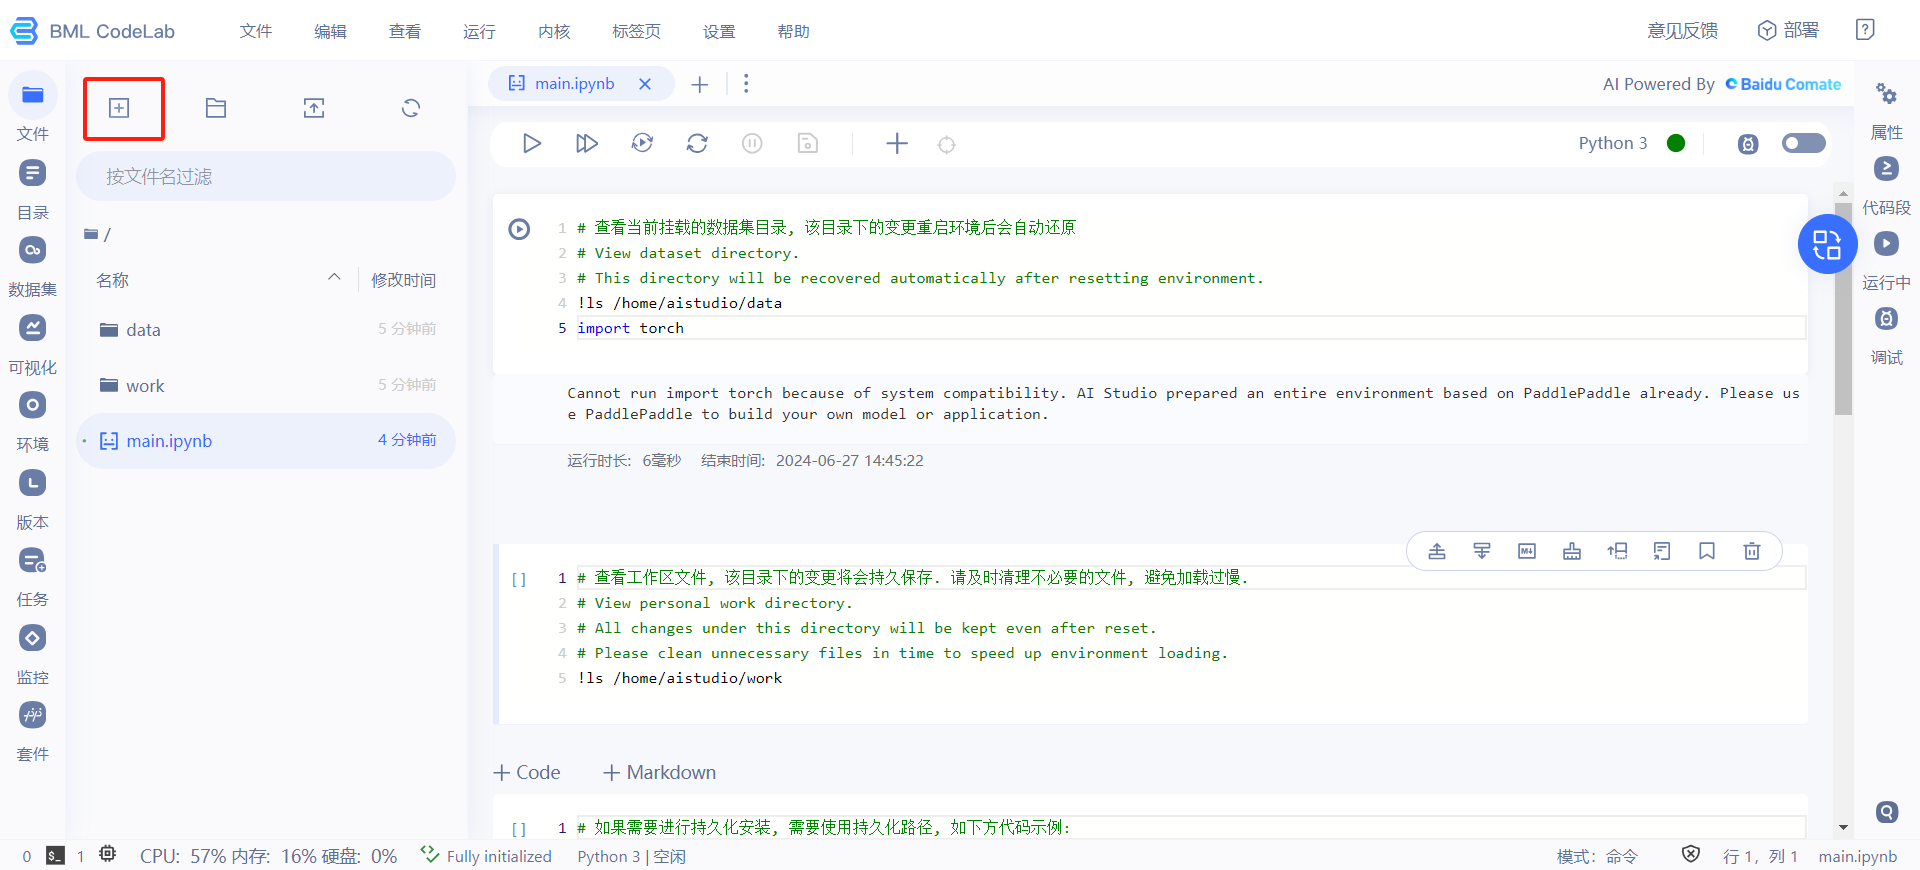 BML CodeLab 文件 编辑 查看 运行 内核 标签页 设置 帮助 意见反馈 部署
main.ipynb
AI Powered By Baidu Comate
文件
目录
数据集
可视化
环境
版本
任务
监控
套件
按文件名过滤
/
名称 修改时间
data 5 分钟前
work 5 分钟前
main.ipynb 4 分钟前
Python 3
1 # 查看当前挂载的数据集目录, 该目录下的变更重启环境后会自动还原
2 # View dataset directory.
3 # This directory will be recovered automatically after resetting environment.
4 !ls /home/aistudio/data
5 import torch
Cannot run import torch because of system compatibility. AI Studio prepared an entire environment based on PaddlePaddle already. Please us
e PaddlePaddle to build your own model or application.
运行时长: 6毫秒 结束时间: 2024-06-27 14:45:22
[ ] 1 # 查看工作区文件, 该目录下的变更将会持久保存. 请及时清理不必要的文件, 避免加载过慢.
2 # View personal work directory.
3 # All changes under this directory will be kept even after reset.
4 # Please clean unnecessary files in time to speed up environment loading.
5 !ls /home/aistudio/work
Code Markdown
[ ] 1 # 如果需要进行持久化安装, 需要使用持久化路径, 如下方代码示例:
属性
代码段
运行中
调试
0 1 CPU: 57% 内存: 16% 硬盘: 0% Fully initialized Python 3 | 空闲 模式: 命令 行 1, 列 1 main.ipynb